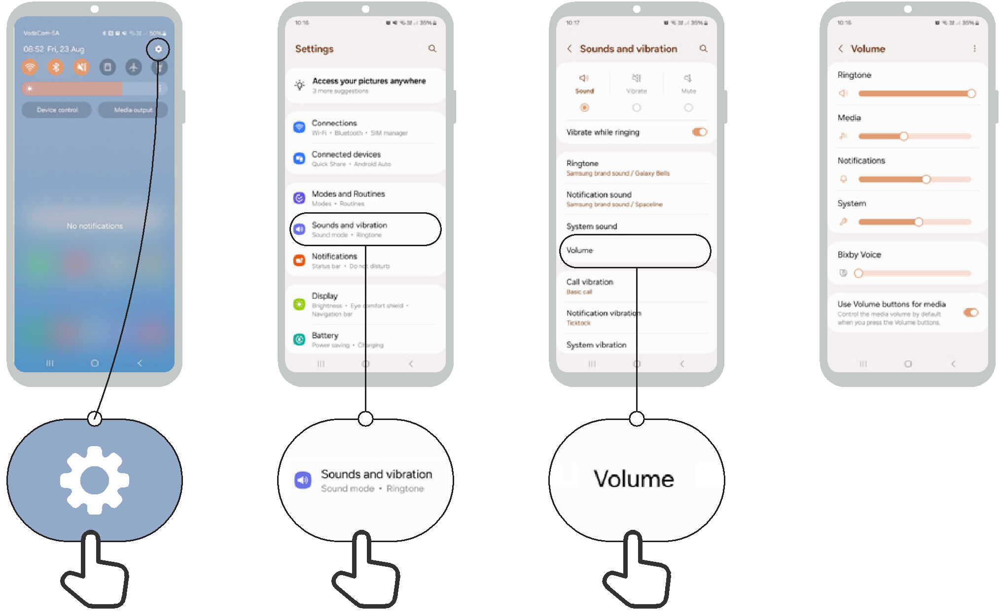 VodaCom-SA
50%
08:52 Fri, 23 Aug
Device control
Media output
No notifications
10:16
35%
Settings
Access your pictures anywhere
3 more suggestions
Connections
Wi-Fi • Bluetooth • SIM manager
Connected devices
Quick Share • Android Auto
Modes and Routines
Modes • Routines
Sounds and vibration
Sound mode • Ringtone
Notifications
Status bar • Do not disturb
Display
Brightness • Eye comfort shield •
Navigation bar
Battery
Power saving • Charging
10:17
35%
Sounds and vibration
Sound
Vibrate
Mute
Vibrate while ringing
Ringtone
Samsung brand sound / Galaxy Bells
Notification sound
Samsung brand sound / Spaceline
System sound
Volume
Call vibration
Basic call
Notification vibration
Ticktock
System vibration
10:16
35%
Volume
Ringtone
Media
Notifications
System
Bixby Voice
Use Volume buttons for media
Control the media volume by default
when you press the Volume buttons.
Sounds and vibration
Sound mode • Ringtone
Volume